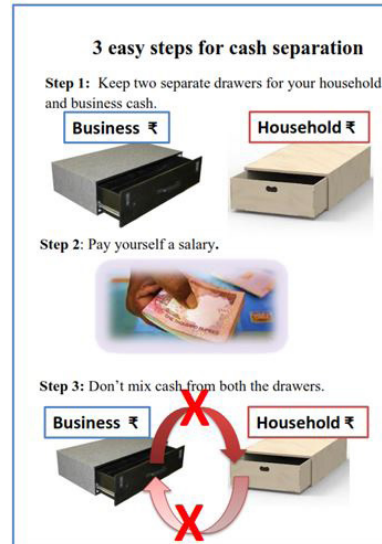 3 easy steps for cash separation
Step 1: Keep two separate drawers for your household
and business cash.
Business ₹
Household ₹
Step 2: Pay yourself a salary.
Step 3: Don't mix cash from both the drawers.
X
Business ₹
Household ₹
X